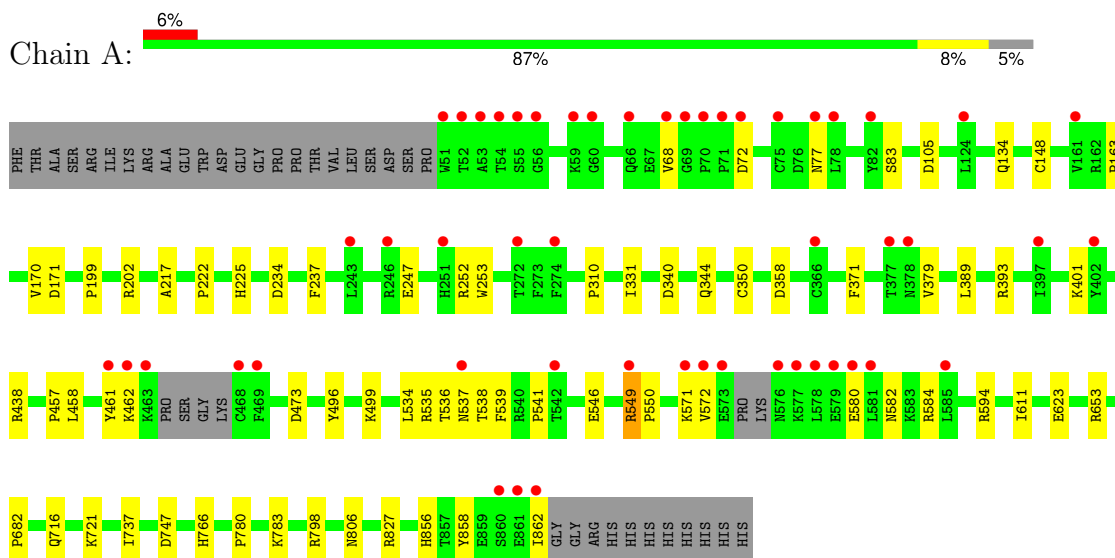 6%
Chain A:
87% 8% 5%
PHE THR ALA SER ARG ILE LYS ARG ALA GLU TRP ASP GLU GLY PRO PRO THR VAL LEU SER ASP SER PRO W51 T52 A53 T54 S55 G56 K59 G60 Q66 E67 V68 G69 P70 P71 D72 C75 D76 N77 L78 Y82 S83 D105 L124 Q134 C148 V161 R162 P163
V170 D171 P199 R202 A217 P222 H225 D234 F237 L243 R246 E247 H251 R252 W253 T272 F273 F274 P310 I331 D340 Q344 C350 D358 C366 F371 T377 N378 V379 L389 R393 I397 K401 Y402
R438 P457 L458 Y461 K462 K463 PRO SER GLY LYS C468 F469 D473 Y496 K499 L534 R535 T536 N537 T538 F539 R540 P541 T542 E546 R549 P550 K571 V572 E573 PRO LYS N576 K577 L578 E579 E580 L581 N582 K583 R584 L585 R594 I611 E623 R653
P682 Q716 K721 I737 D747 H766 P780 K783 R798 N806 R827 H856 T857 Y858 E859 S860 E861 I862 GLY GLY ARG HIS HIS HIS HIS HIS HIS HIS HIS